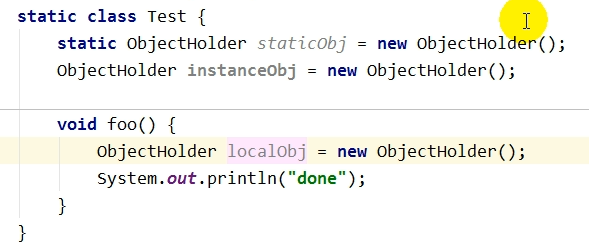 static class Test {
    static ObjectHolder staticObj = new ObjectHolder();
    ObjectHolder instanceObj = new ObjectHolder();
    void foo() {
        ObjectHolder localObj = new ObjectHolder();
        System.out.println("done");
    }
}